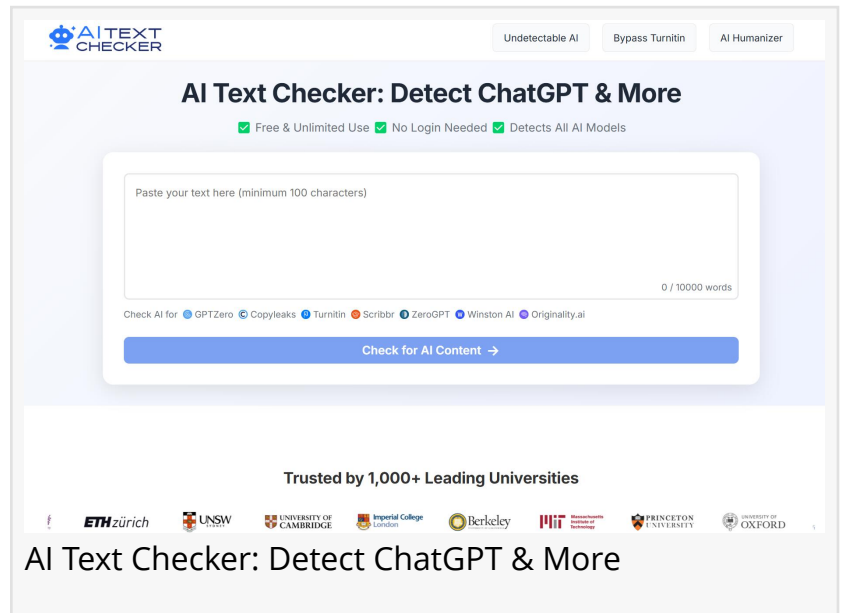 AI TEXT
CHECKER
Undetectable AI
Bypass Turnitin
AI Humanizer
AI Text Checker: Detect ChatGPT & More
Free & Unlimited Use No Login Needed Detects All AI Models
Paste your text here (minimum 100 characters)
0 / 10000 words
Check AI for GPTZero Copyleaks Turnitin Scribbr ZeroGPT Winston AI Originality.ai
Check for AI Content →
Trusted by 1,000+ Leading Universities
ETH zürich
UNSW
SYDNEY
UNIVERSITY OF
CAMBRIDGE
Imperial College
London
Berkeley
Massachusetts
Institute of
Technology
PRINCETON
UNIVERSITY
UNIVERSITY OF
OXFORD
AI Text Checker: Detect ChatGPT & More